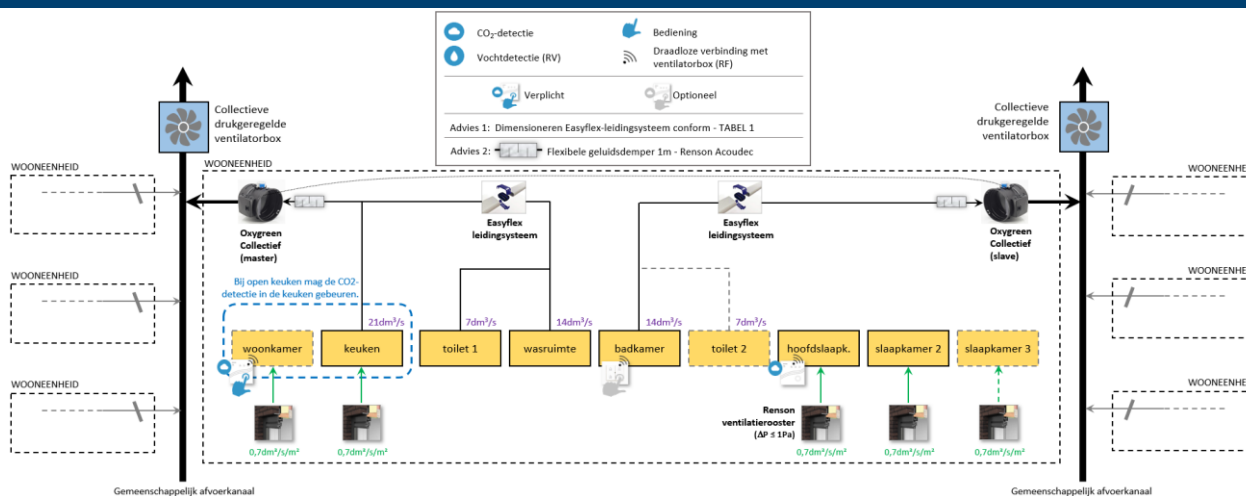 CO₂-detectie
Bediening
Vochtdetectie (RV)
Draadloze verbinding met
ventilatorbox (RF)
Verplicht
Optioneel
Advies 1: Dimensioneren Easyflex-leidingsysteem conform - TABEL 1
Advies 2:
Flexibele geluidsdemper 1m - Renson Acoudec
Collectieve
drukgeregelde
ventilatorbox
Collectieve
drukgeregelde
ventilatorbox
WOONEENHEID
WOONEENHEID
WOONEENHE
Oxygreen
Collectief
(master)
Easyflex
leidingsysteem
Easyflex
leidingsysteem
Oxygreen
Collectief
(slave)
WOONEENHEID
WOONEENHEI
Bij open keuken mag de CO2-
detectie in de keuken gebeuren.
21dm³/s
7dm³/s
14dm³/s
14dm³/s
7dm³/s
woonkamer
keuken
toilet 1
wasruimte
badkamer
toilet 2
hoofdslaapk.
slaapkamer 2
slaapkamer 3
WOONEENHEID
WOONEENHEI
Renson
ventilatierooster
(ΔP ≤ 1Pa)
0,7dm³/s/m²
0,7dm³/s/m²
0,7dm³/s/m²
0,7dm³/s/m²
0,7dm³/s/m²
Gemeenschappelijk afvoerkanaal
Gemeenschappelijk afvoerkanaal